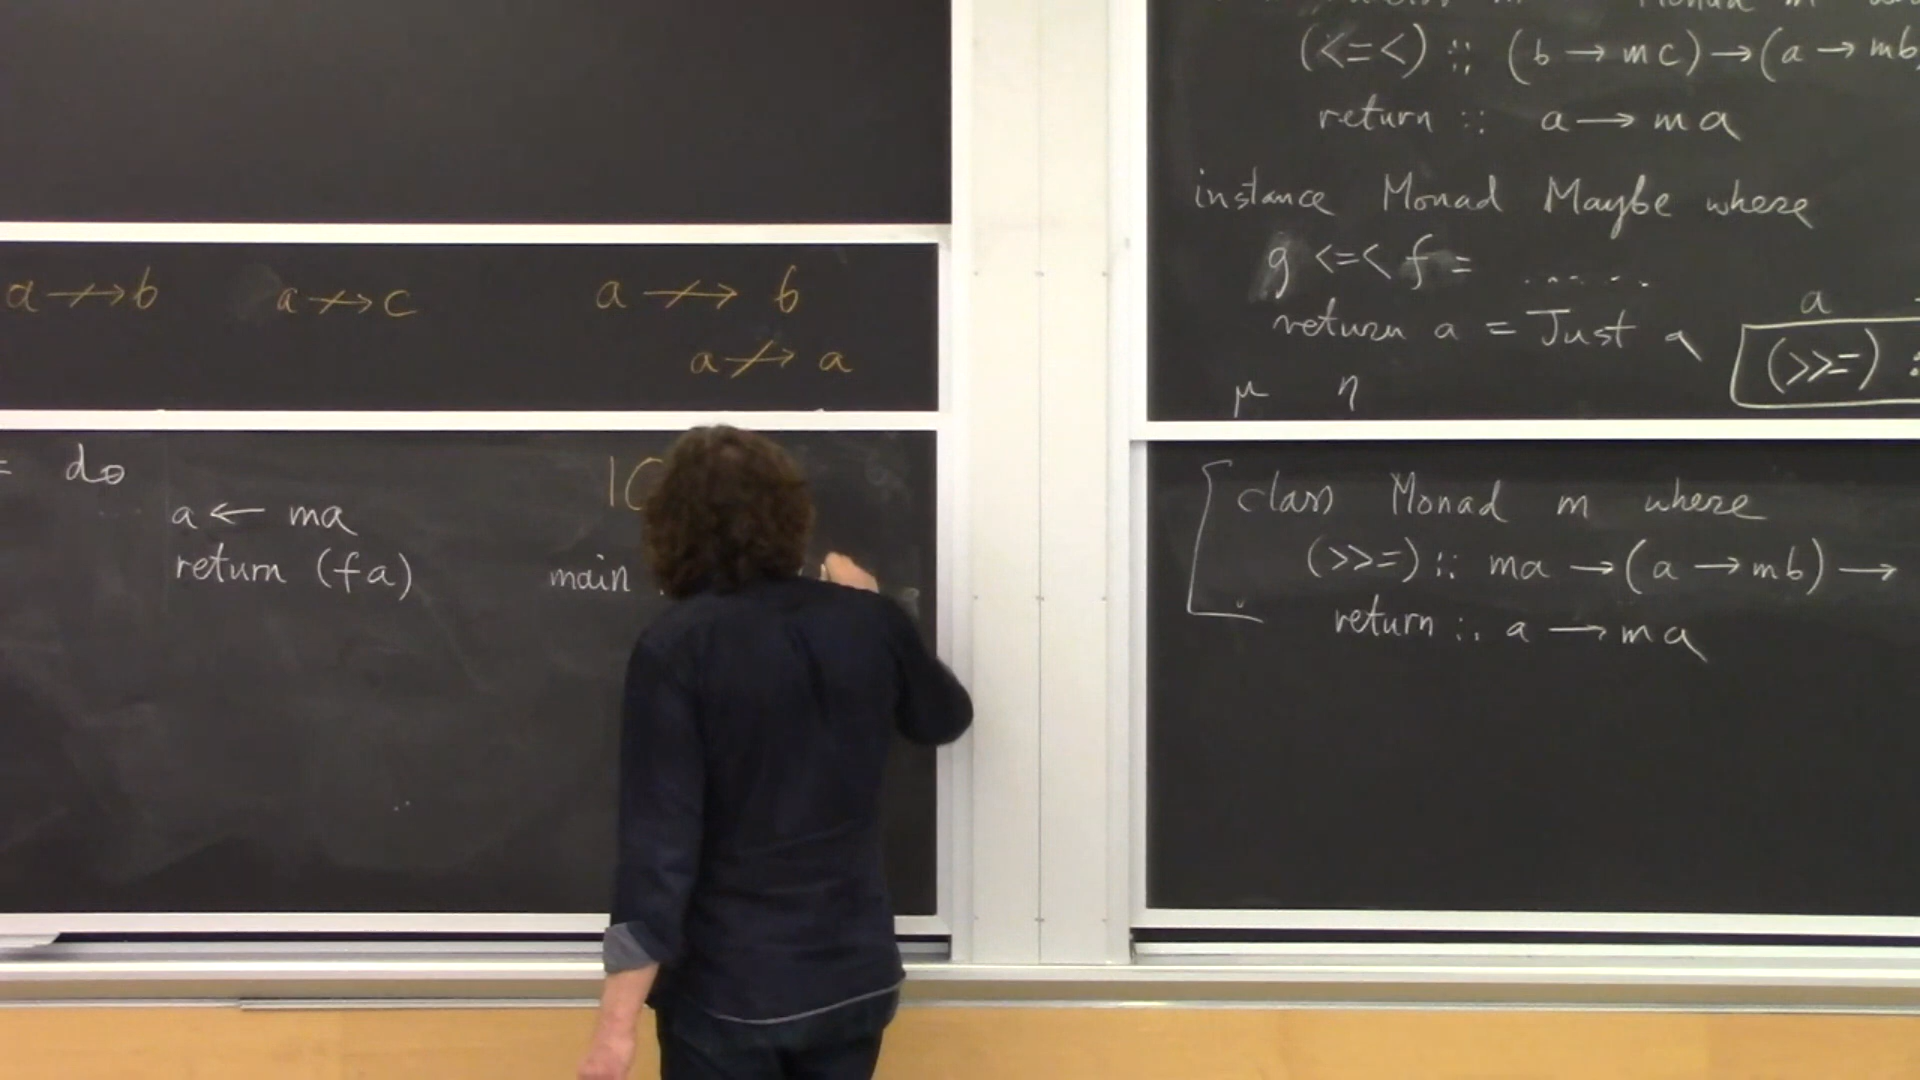 a ↛ b a ↛ c a ↛ b
a ↛ a
= do
a ← ma
return (fa)
main
(<=<) :: (b → mc) → (a → mb
return :: a → ma
instance Monad Maybe where
g <=< f = ......
return a = Just a
a
(>>=) :
μ η
class Monad m where
(>>=) :: ma → (a → mb) →
return :: a → ma